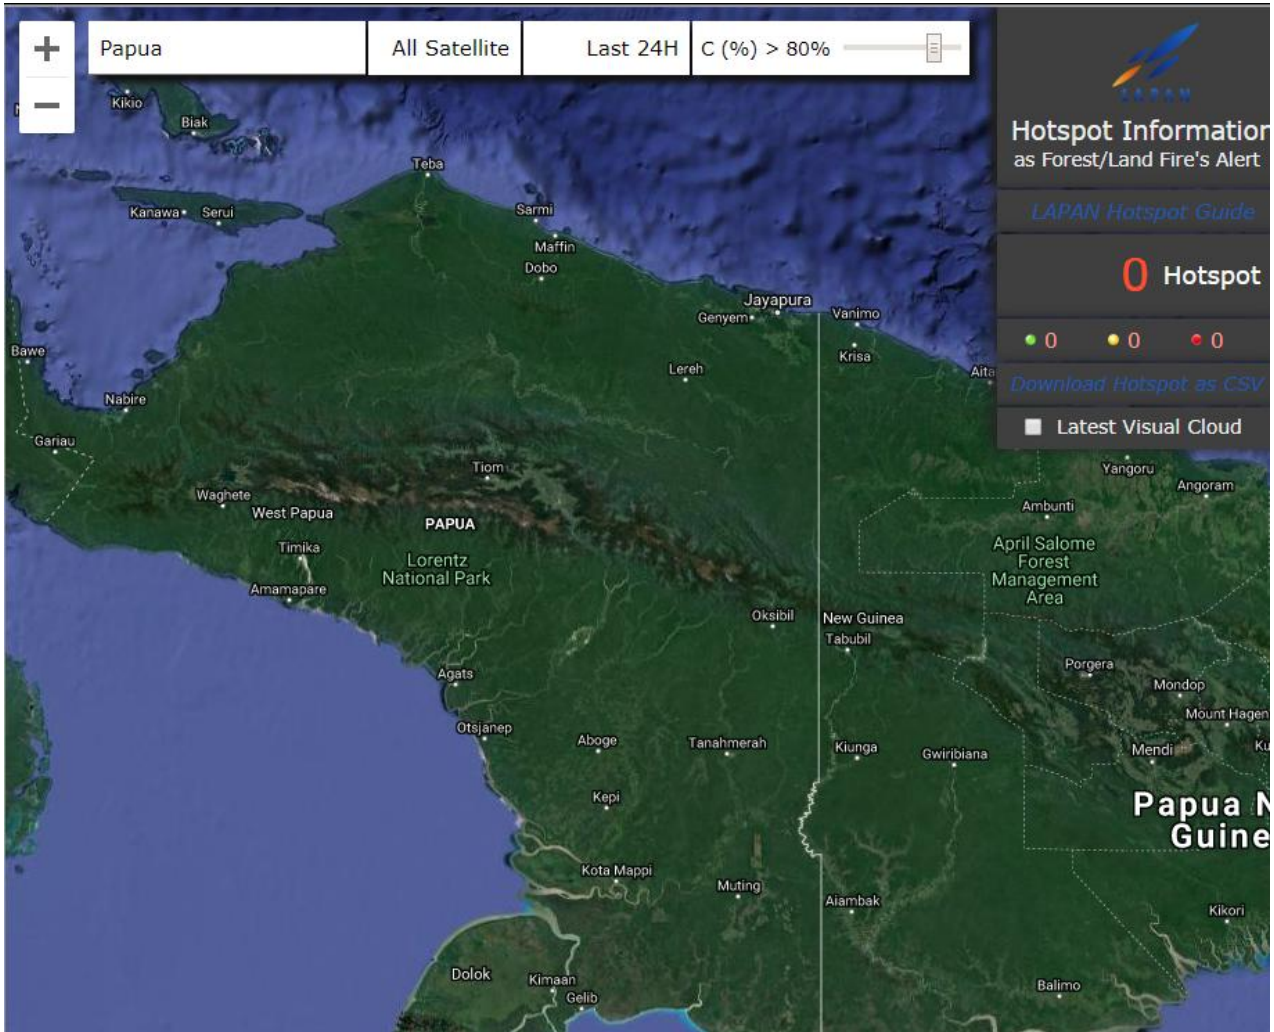 Papua
All Satellite
Last 24H
C (%) > 80%
LAPAN
Hotspot Information
as Forest/Land Fire's Alert
LAPAN Hotspot Guide
0 Hotspot
0 0 0
Download Hotspot as CSV
Latest Visual Cloud
Kikio
Biak
Teba
Kanawa
Serui
Sarmi
Maffin
Dobo
Jayapura
Genyem
Vanimo
Krisa
Bawe
Lereh
Aita
Nabire
Gariau
Tiom
Yangoru
Angoram
Waghete
West Papua
PAPUA
Ambunti
Timika
Lorentz
National Park
April Salome
Forest
Management
Area
Amamapare
Oksibil
New Guinea
Tabubil
Agats
Porgera
Mondop
Mount Hagen
Otsjanep
Aboge
Tanahmerah
Kiunga
Gwiribiana
Mendi
Ku
Kepi
Papua N
Guine
Kota Mappi
Muting
Aiambak
Kikori
Dolok
Kimaan
Gelib
Balimo